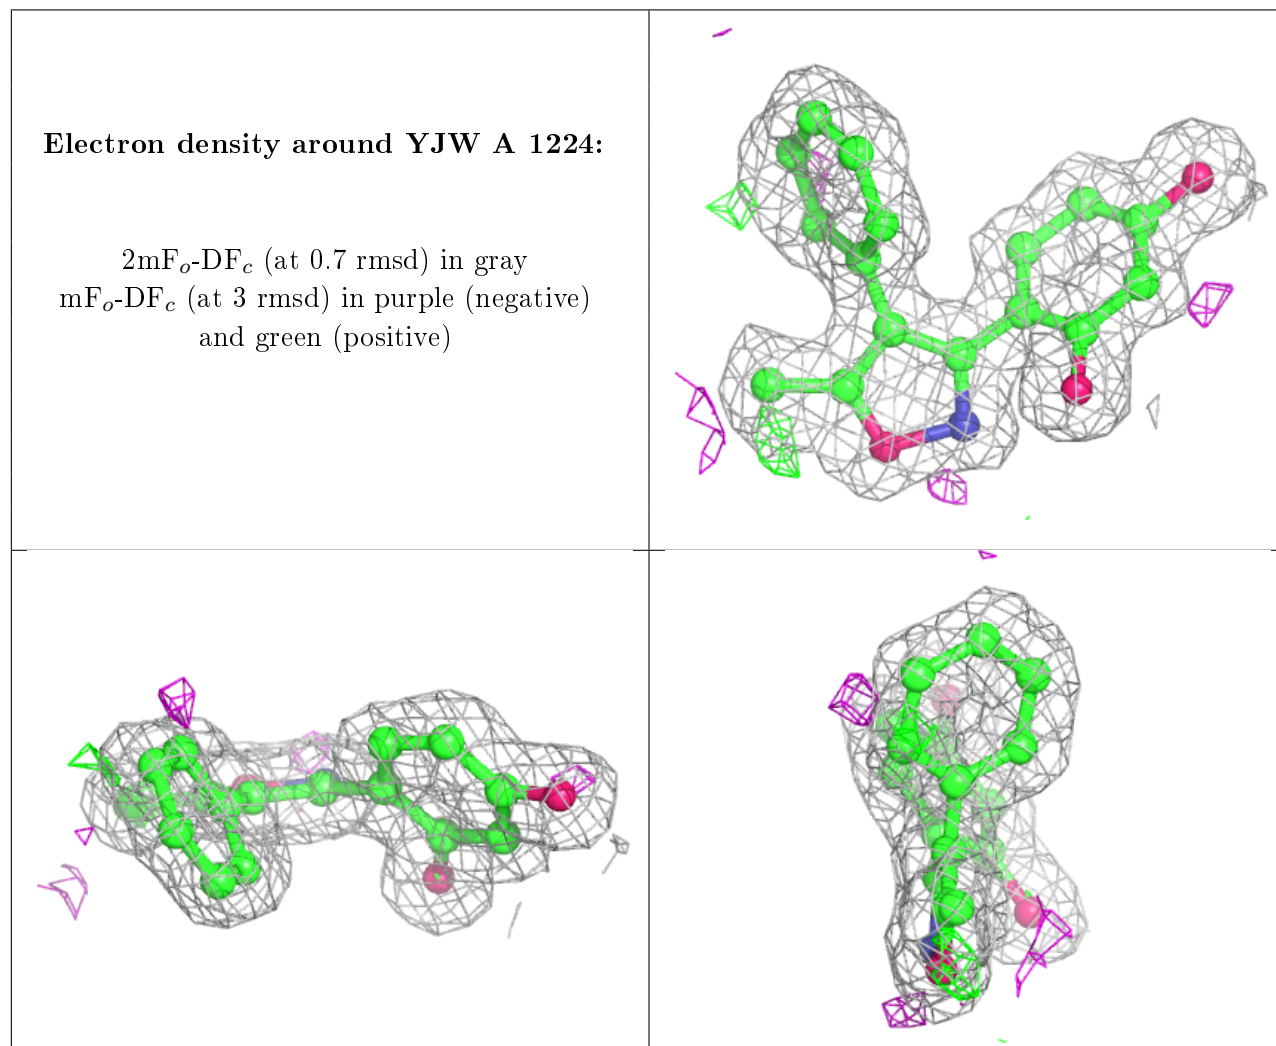 Electron density around YJW A 1224:
2mFₒ-DF𝒸 (at 0.7 rmsd) in gray
mFₒ-DF𝒸 (at 3 rmsd) in purple (negative)
and green (positive)